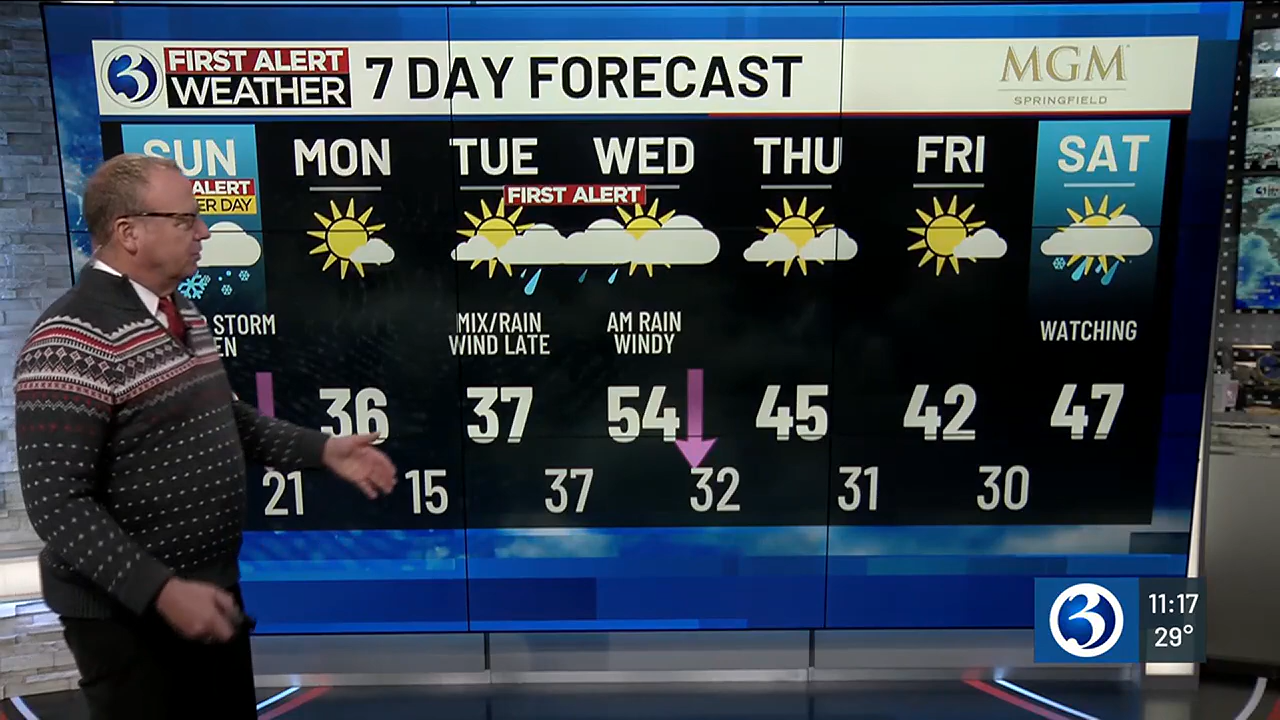 3 FIRST ALERT
WEATHER
7 DAY FORECAST
MGM
SPRINGFIELD
SUN MON TUE WED THU FRI SAT
ALERT
DAY
FIRST ALERT
STORM
MIX/RAIN
WIND LATE
AM RAIN
WINDY
WATCHING
36 37 54 45 42 47
21 15 37 32 31 30
3
11:17
29°